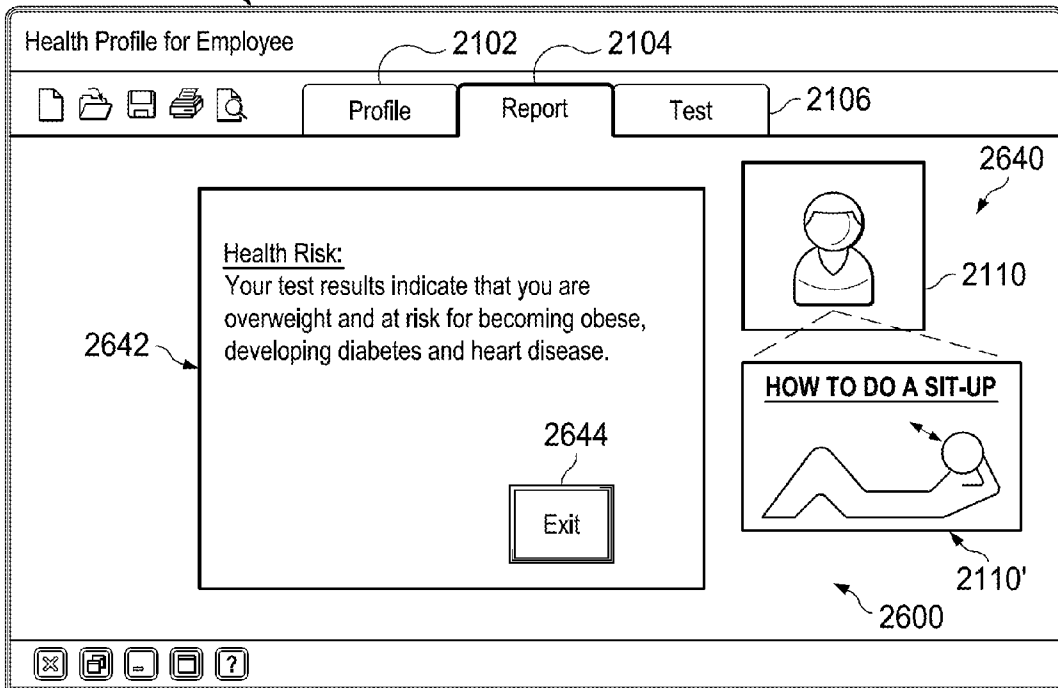 Health Profile for Employee
2102
2104
Profile
Report
Test
2106
2640
2110
Health Risk:
Your test results indicate that you are
overweight and at risk for becoming obese,
developing diabetes and heart disease.
2642
HOW TO DO A SIT-UP
2644
Exit
2110'
2600
?